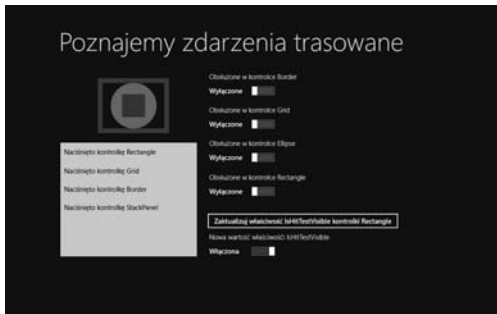 Poznajemy zdarzenia trasowane
Obsłużone w kontrolce Border
Wyłączone
Obsłużone w kontrolce Grid
Wyłączone
Obsłużone w kontrolce Ellipse
Wyłączone
Obsłużone w kontrolce Rectangle
Wyłączone
Naciśnięto kontrolkę Rectangle
Naciśnięto kontrolkę Grid
Naciśnięto kontrolkę Border
Naciśnięto kontrolkę StackPanel
Zaktualizuj właściwość IsHitTestVisible kontrolki Rectangle
Nowa wartość właściwości IsHitTestVisible
Włączona